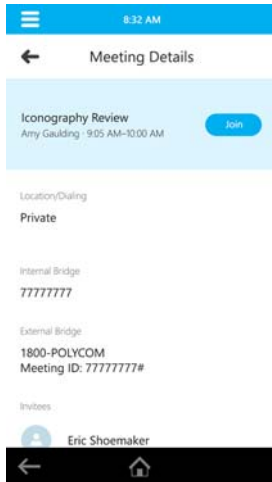 8:32 AM
Meeting Details
Iconography Review
Join
Amy Gaulding · 9:05 AM–10:00 AM
Location/Dialing
Private
Internal Bridge
77777777
External Bridge
1800-POLYCOM
Meeting ID: 77777777#
Invitees
Eric Shoemaker